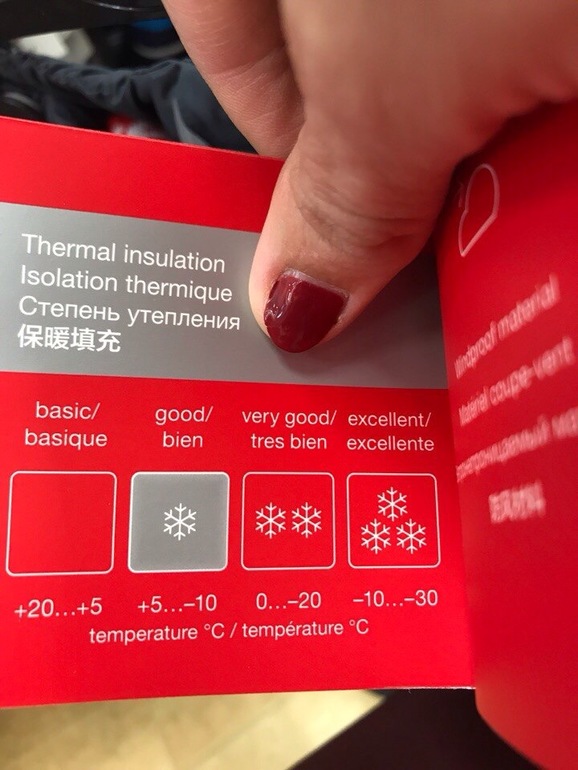 Thermal insulation
Isolation thermique
Степень утепления
保暖填充
basic/
basique
good/
bien
very good/
tres bien
excellent/
excellente
+20...+5
+5...–10
0...–20
–10...–30
temperature °C / température °C
Windproof material
Matériel coupe-vent